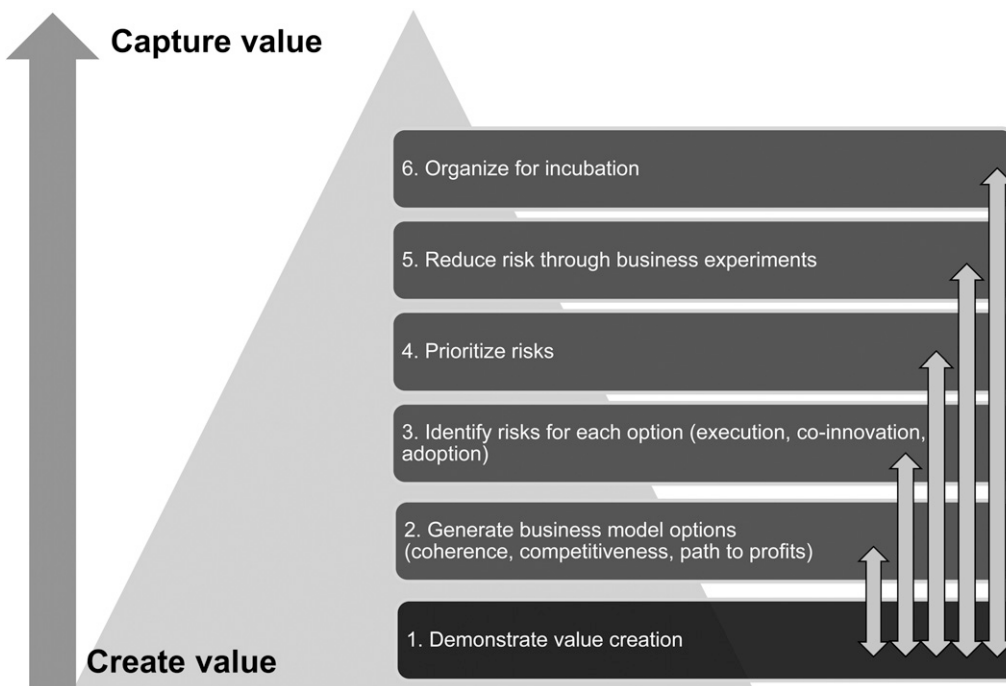 Capture value
6. Organize for incubation
5. Reduce risk through business experiments
4. Prioritize risks
3. Identify risks for each option (execution, co-innovation,
adoption)
2. Generate business model options
(coherence, competitiveness, path to profits)
1. Demonstrate value creation
Create value